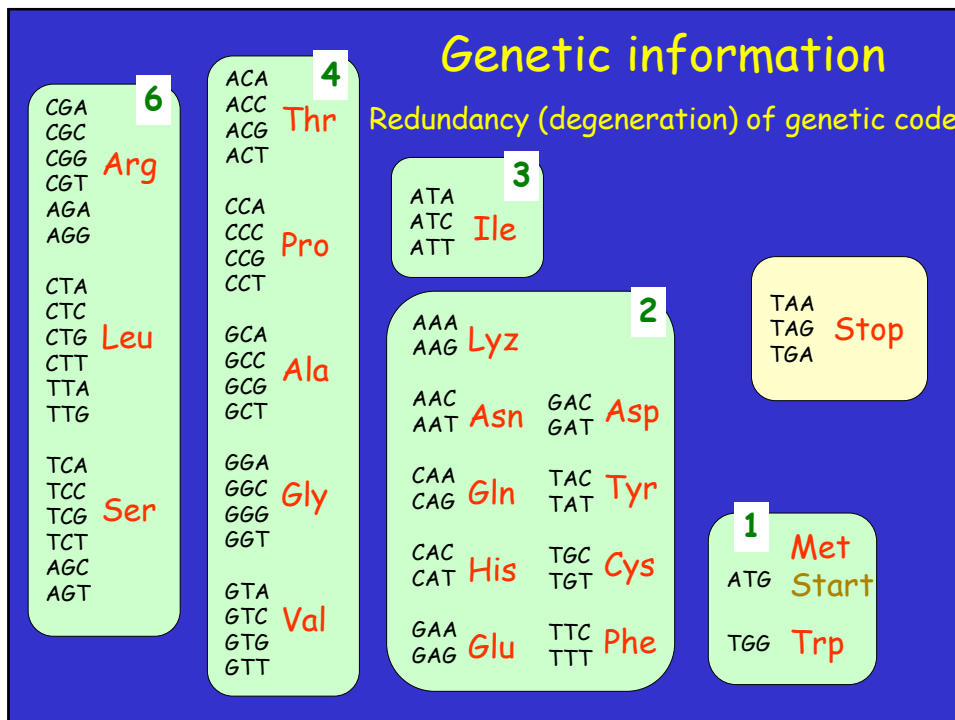 Genetic information
Redundancy (degeneration) of genetic code
6
CGA
CGC
CGG
CGT
AGA
AGG
Arg
CTA
CTC
CTG
CTT
TTA
TTG
Leu
TCA
TCC
TCG
TCT
AGC
AGT
Ser
4
ACA
ACC
ACG
ACT
Thr
CCA
CCC
CCG
CCT
Pro
GCA
GCC
GCG
GCT
Ala
GGA
GGC
GGG
GGT
Gly
GTA
GTC
GTG
GTT
Val
3
ATA
ATC
ATT
Ile
2
AAA
AAG
Lyz
AAC
AAT
Asn
CAA
CAG
Gln
CAC
CAT
His
GAA
GAG
Glu
GAC
GAT
Asp
TAC
TAT
Tyr
TGC
TGT
Cys
TTC
TTT
Phe
TAA
TAG
TGA
Stop
1
ATG
Met
Start
TGG
Trp